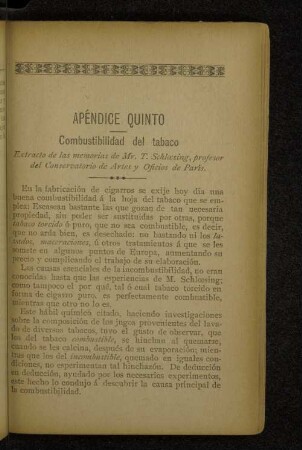 APÉNDICE QUINTO
Combustibilidad del tabaco
Extracto de las memorias de Mr. T. Schlœsing, profesor
del Conservatorio de Artes y Oficios de París.
En la fabricación de cigarros se exije hoy día una
buena combustibilidad á la hoja del tabaco que se em-
plea: Escasean bastante las que gozan de tan necesaria
propiedad, sin poder ser sustituidas por otras, porque
tabaco torcido ó puro, que no sea combustible, es decir,
que no arda bien, es desechado: no bastando ni los la-
vados, maceraciones, ú otros tratamientos á que se les
somete en algunos puntos de Europa, aumentando su
precio y complicando el trabajo de su elaboración.
Las causas esenciales de la incombustibilidad, no eran
conocidas hasta que las esperiencias de M. Schlœsing;
como tampoco el por qué, tal ó cual tabaco torcido en
forma de cigarro puro, es perfectamente combustible,
mientras que otro no lo es.
Este hábil químico citado, haciendo investigaciones
sobre la composición de los jugos provenientes del la-
vado de diversos tabacos, tuvo el gusto de observar, que
los del tabaco combustible, se hinchan al quemarse,
cuando se les calcina, después de su evaporación; mien-
tras que los del incombustible, quemado en iguales con-
diciones, no esperimentan tal hinchazón. De deducción
en deducción, ayudado por los necesarios esperimentos,
este hecho lo condujo á descubrir la causa principal de
la combustibilidad.